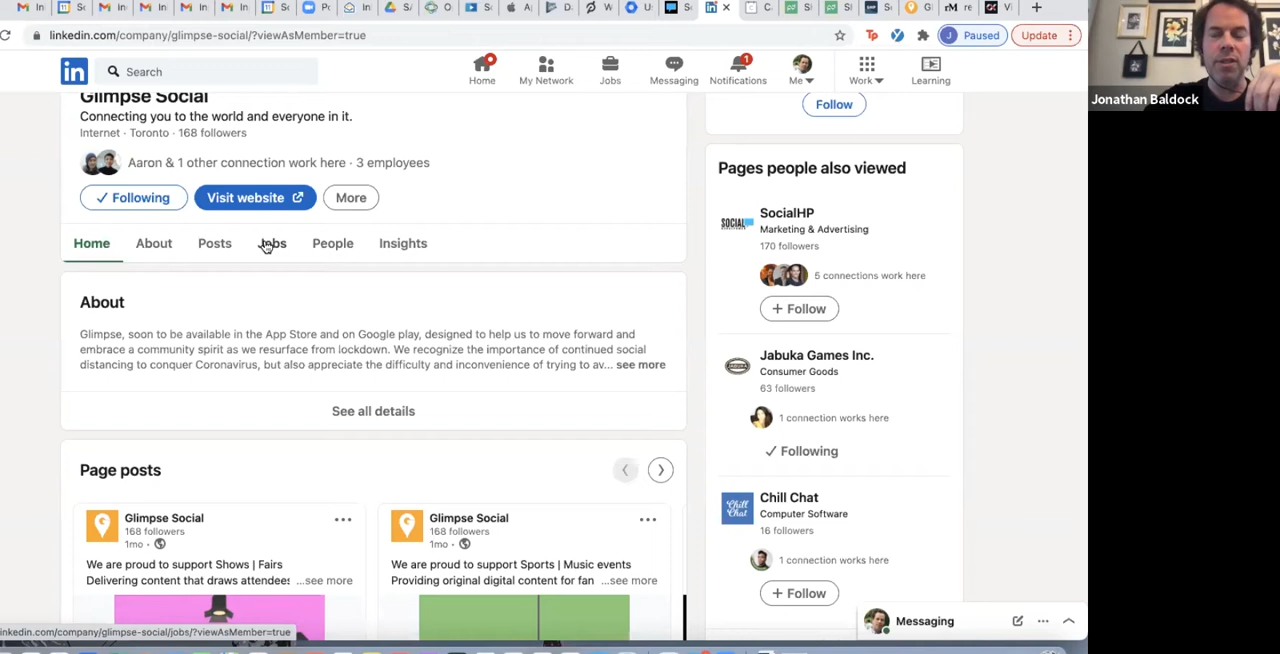 linkedin.com/company/glimpse-social/?viewAsMember=true
J Paused
Update
Jonathan Baldock
Search
Home
My Network
Jobs
Messaging
Notifications
1
Me
Work
Learning
Glimpse Social
Connecting you to the world and everyone in it.
Internet · Toronto · 168 followers
Aaron & 1 other connection work here · 3 employees
Following
Visit website
More
Home
About
Posts
Jobs
People
Insights
About
Glimpse, soon to be available in the App Store and on Google play, designed to help us to move forward and
embrace a community spirit as we resurface from lockdown. We recognize the importance of continued social
distancing to conquer Coronavirus, but also appreciate the difficulty and inconvenience of trying to av... see more
See all details
Page posts
Glimpse Social
168 followers
1mo ·
We are proud to support Shows | Fairs
Delivering content that draws attendees ...see more
Glimpse Social
168 followers
1mo ·
We are proud to support Sports | Music events
Providing original digital content for fan ...see more
Follow
Pages people also viewed
SocialHP
Marketing & Advertising
170 followers
5 connections work here
+ Follow
Jabuka Games Inc.
Consumer Goods
63 followers
1 connection works here
Following
Chill Chat
Computer Software
16 followers
1 connection works here
+ Follow
Messaging
inkedin.com/company/glimpse-social/jobs/?viewAsMember=true